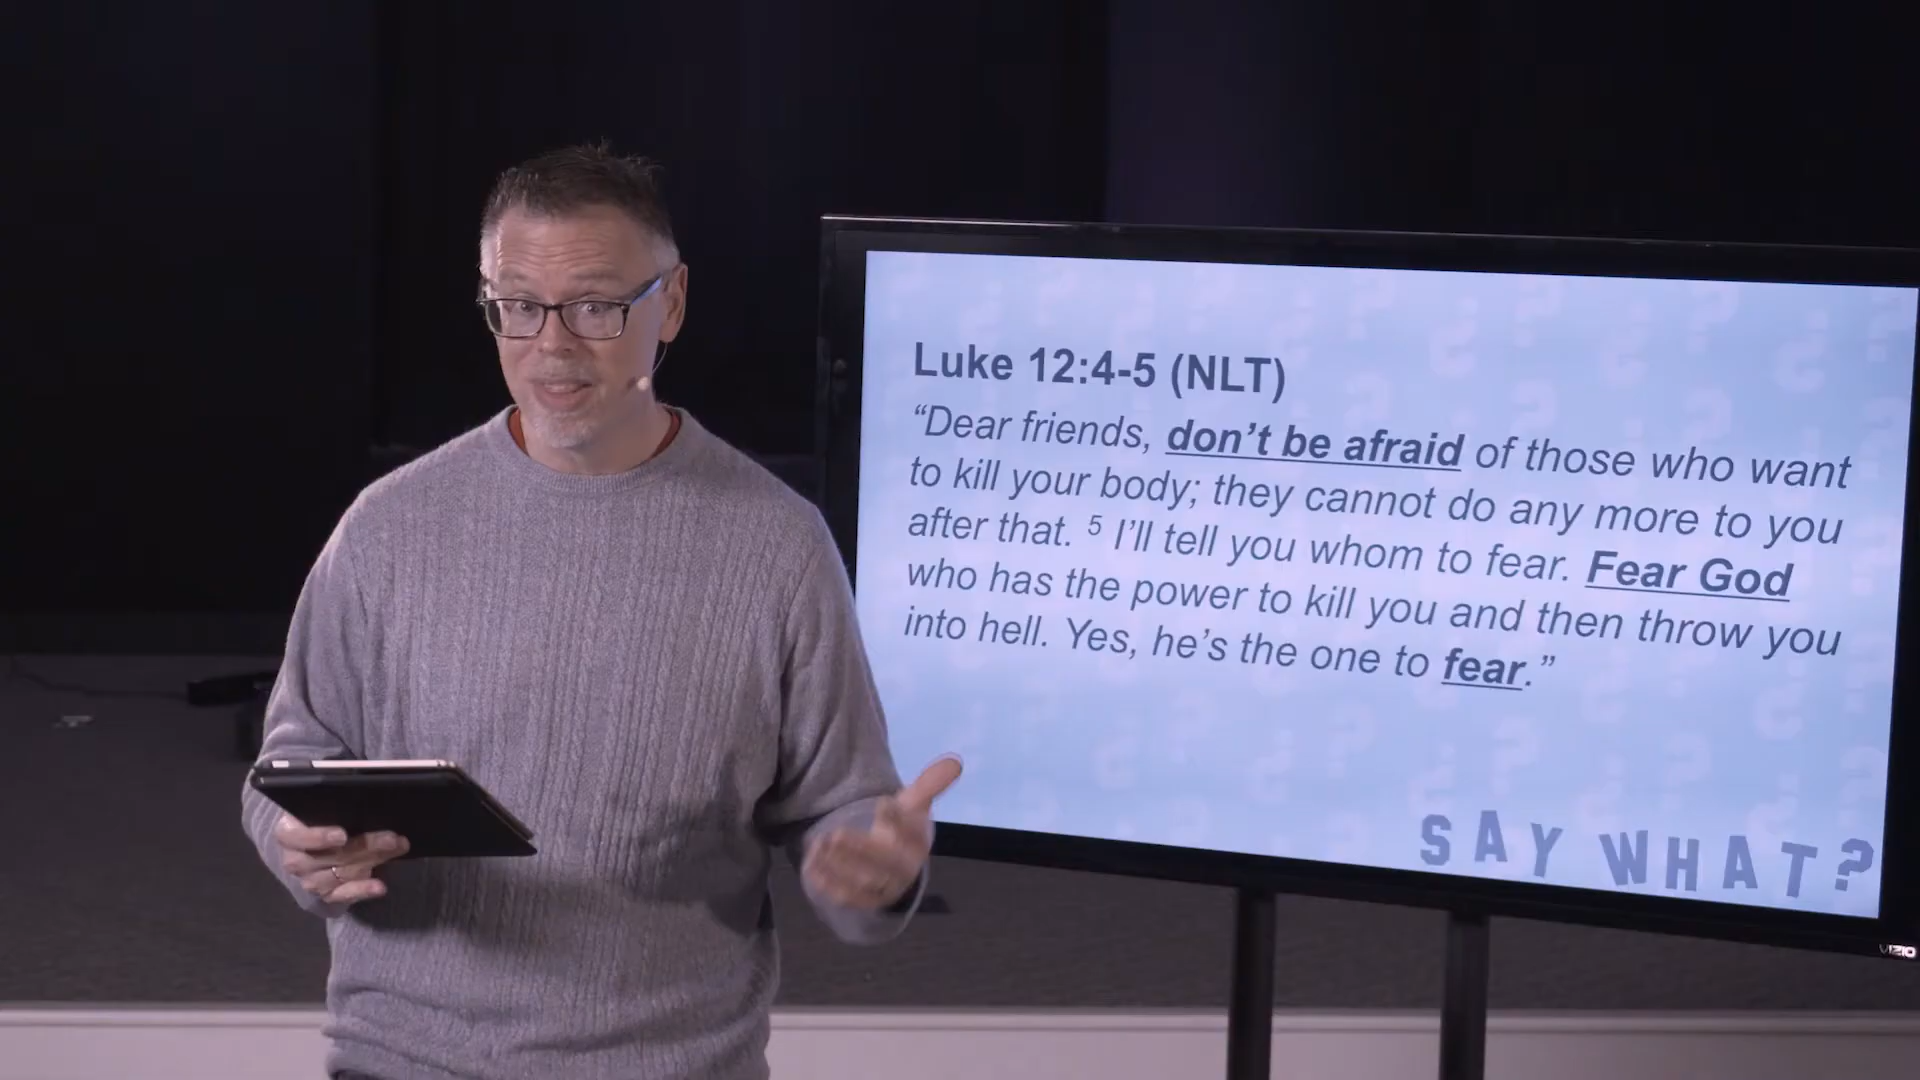 Luke 12:4-5 (NLT)
“Dear friends, don’t be afraid of those who want
to kill your body; they cannot do any more to you
after that. 5 I’ll tell you whom to fear. Fear God
who has the power to kill you and then throw you
into hell. Yes, he’s the one to fear.”
SAY WHAT?
VIZIO